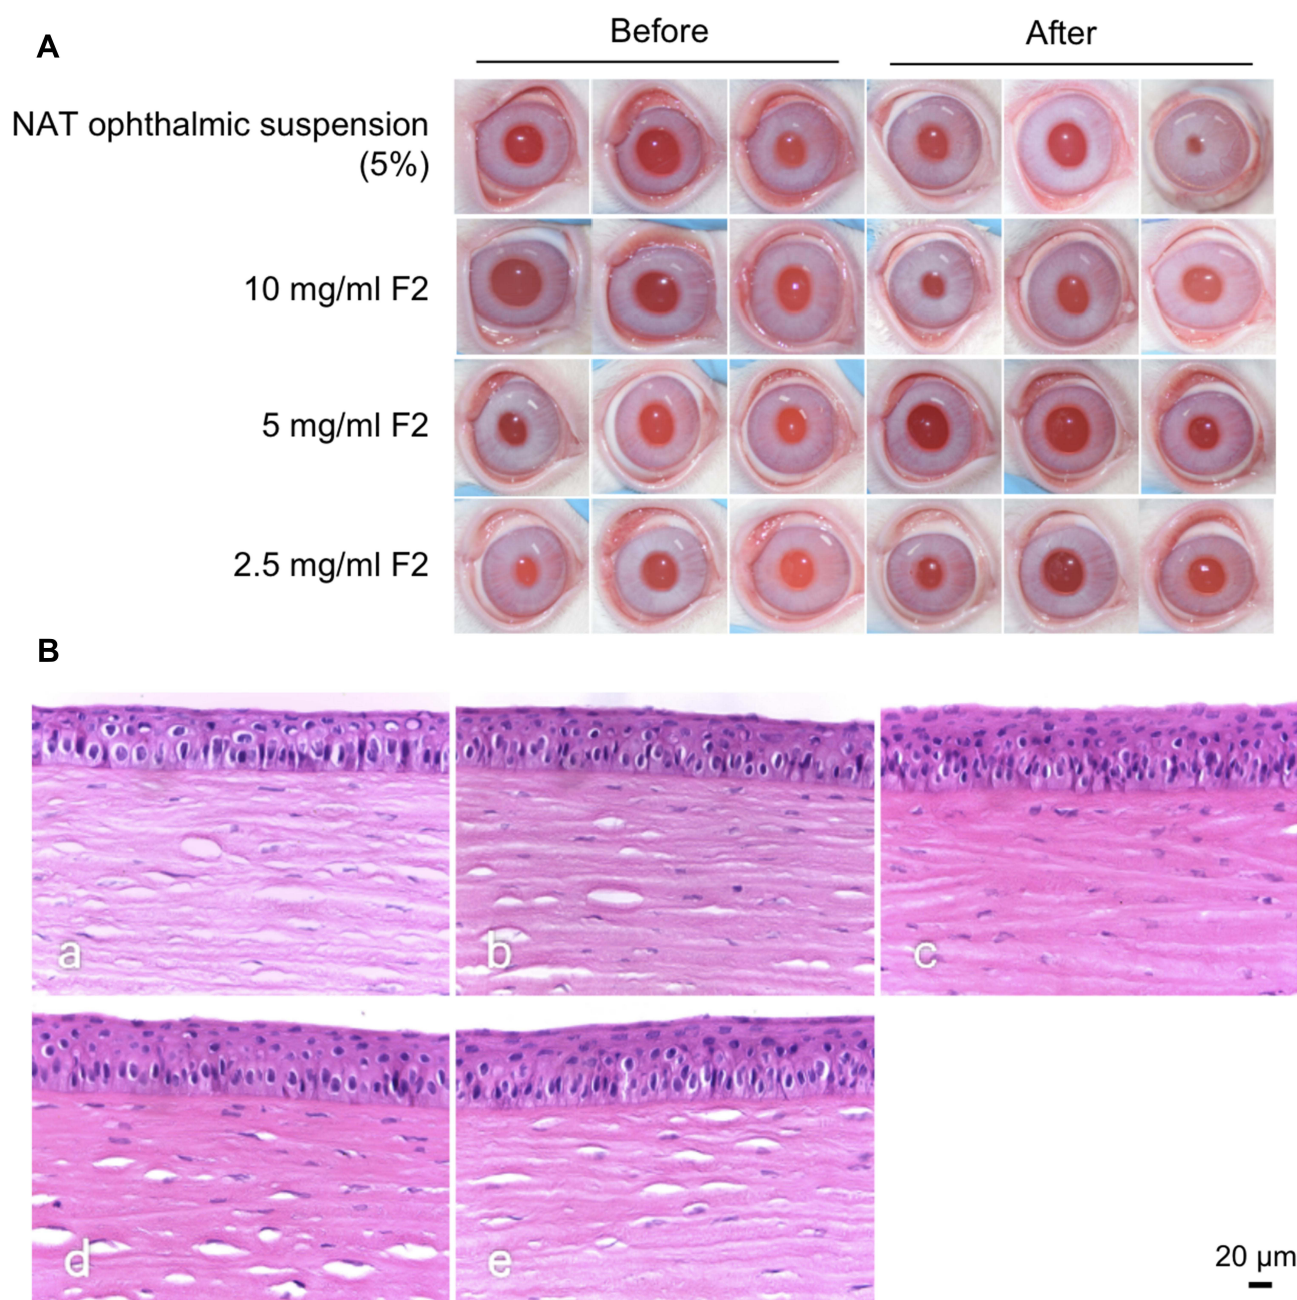 A
Before
After
NAT ophthalmic suspension
(5%)
10 mg/ml F2
5 mg/ml F2
2.5 mg/ml F2
B
a
b
c
d
e
20 µm